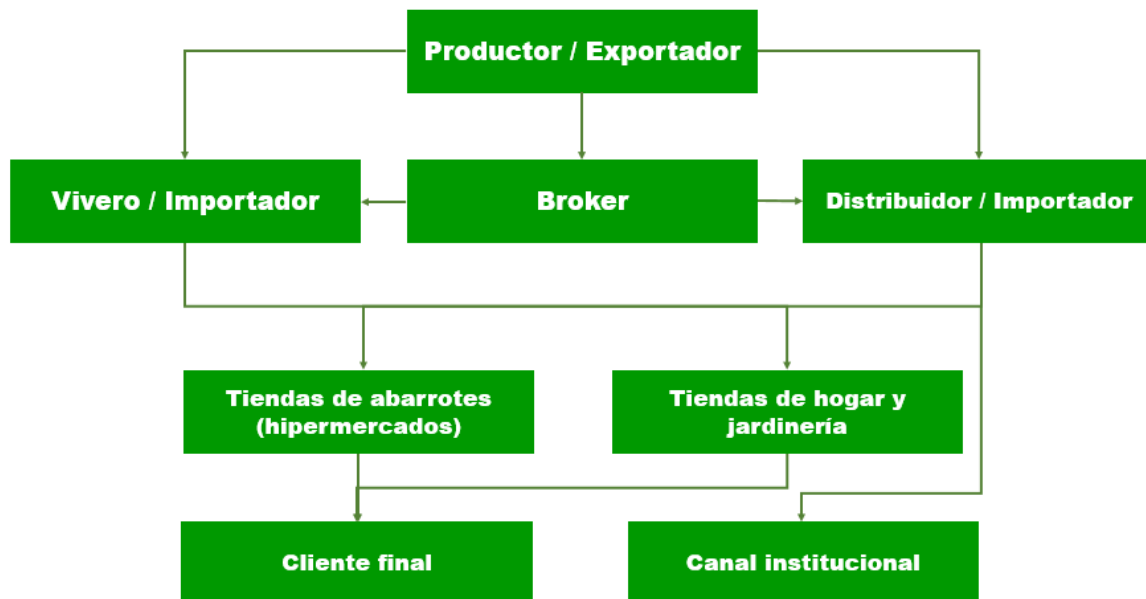 Productor / Exportador
Vivero / Importador
Broker
Distribuidor / Importador
Tiendas de abarrotes
(hipermercados)
Tiendas de hogar y
jardinería
Cliente final
Canal institucional